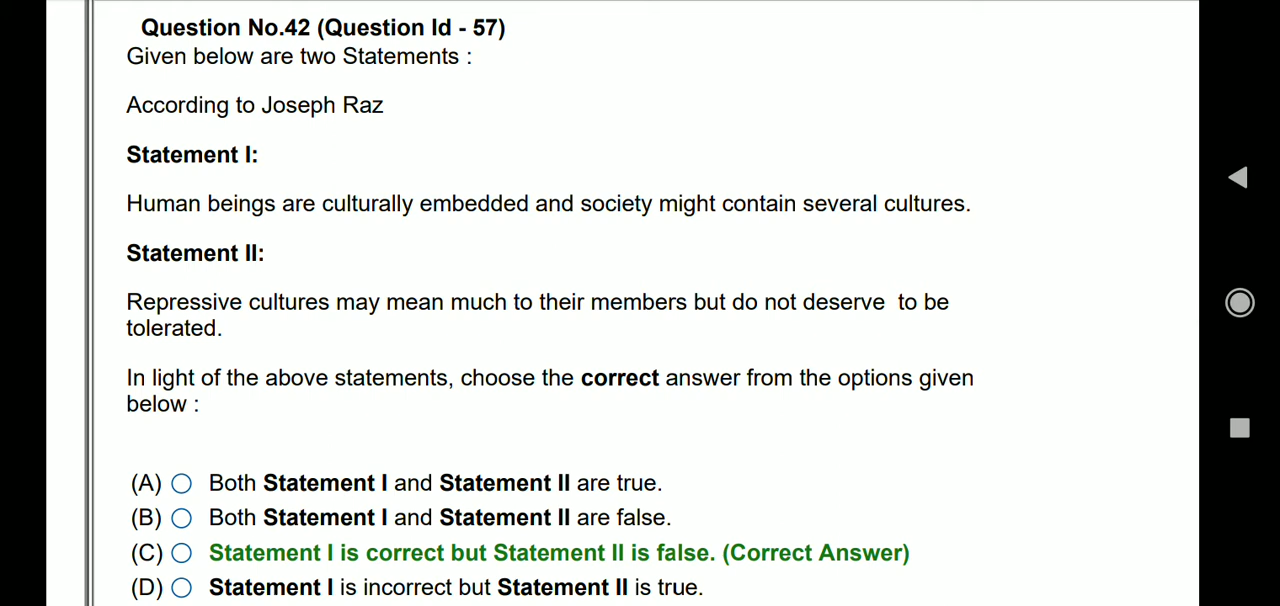 Question No.42 (Question Id - 57)
Given below are two Statements :
According to Joseph Raz
Statement I:
Human beings are culturally embedded and society might contain several cultures.
Statement II:
Repressive cultures may mean much to their members but do not deserve to be
tolerated.
In light of the above statements, choose the correct answer from the options given
below :
(A) Both Statement I and Statement II are true.
(B) Both Statement I and Statement II are false.
(C) Statement I is correct but Statement II is false. (Correct Answer)
(D) Statement I is incorrect but Statement II is true.